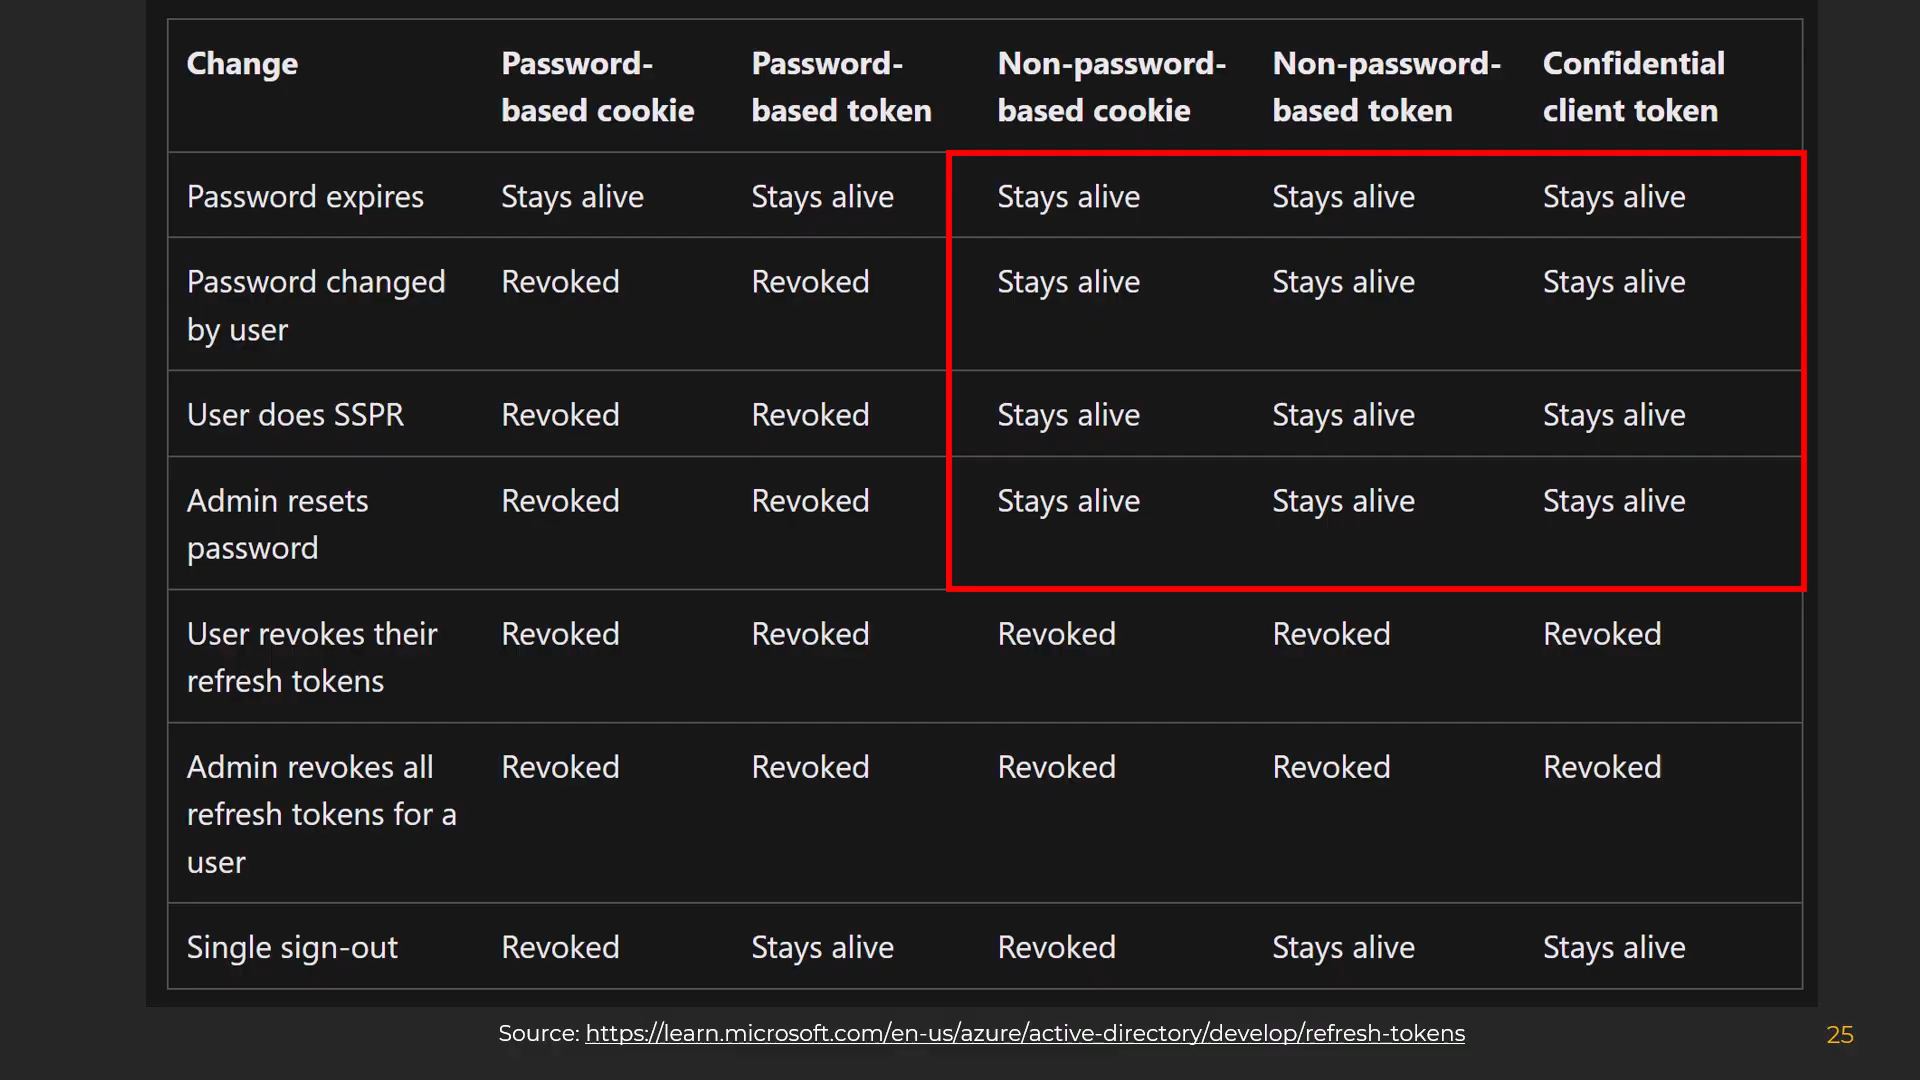 Change Password-based cookie Password-based token Non-password-based cookie Non-password-based token Confidential client token
Password expires Stays alive Stays alive Stays alive Stays alive Stays alive
Password changed by user Revoked Revoked Stays alive Stays alive Stays alive
User does SSPR Revoked Revoked Stays alive Stays alive Stays alive
Admin resets password Revoked Revoked Stays alive Stays alive Stays alive
User revokes their refresh tokens Revoked Revoked Revoked Revoked Revoked
Admin revokes all refresh tokens for a user Revoked Revoked Revoked Revoked Revoked
Single sign-out Revoked Stays alive Revoked Stays alive Stays alive
Source: https://learn.microsoft.com/en-us/azure/active-directory/develop/refresh-tokens
25